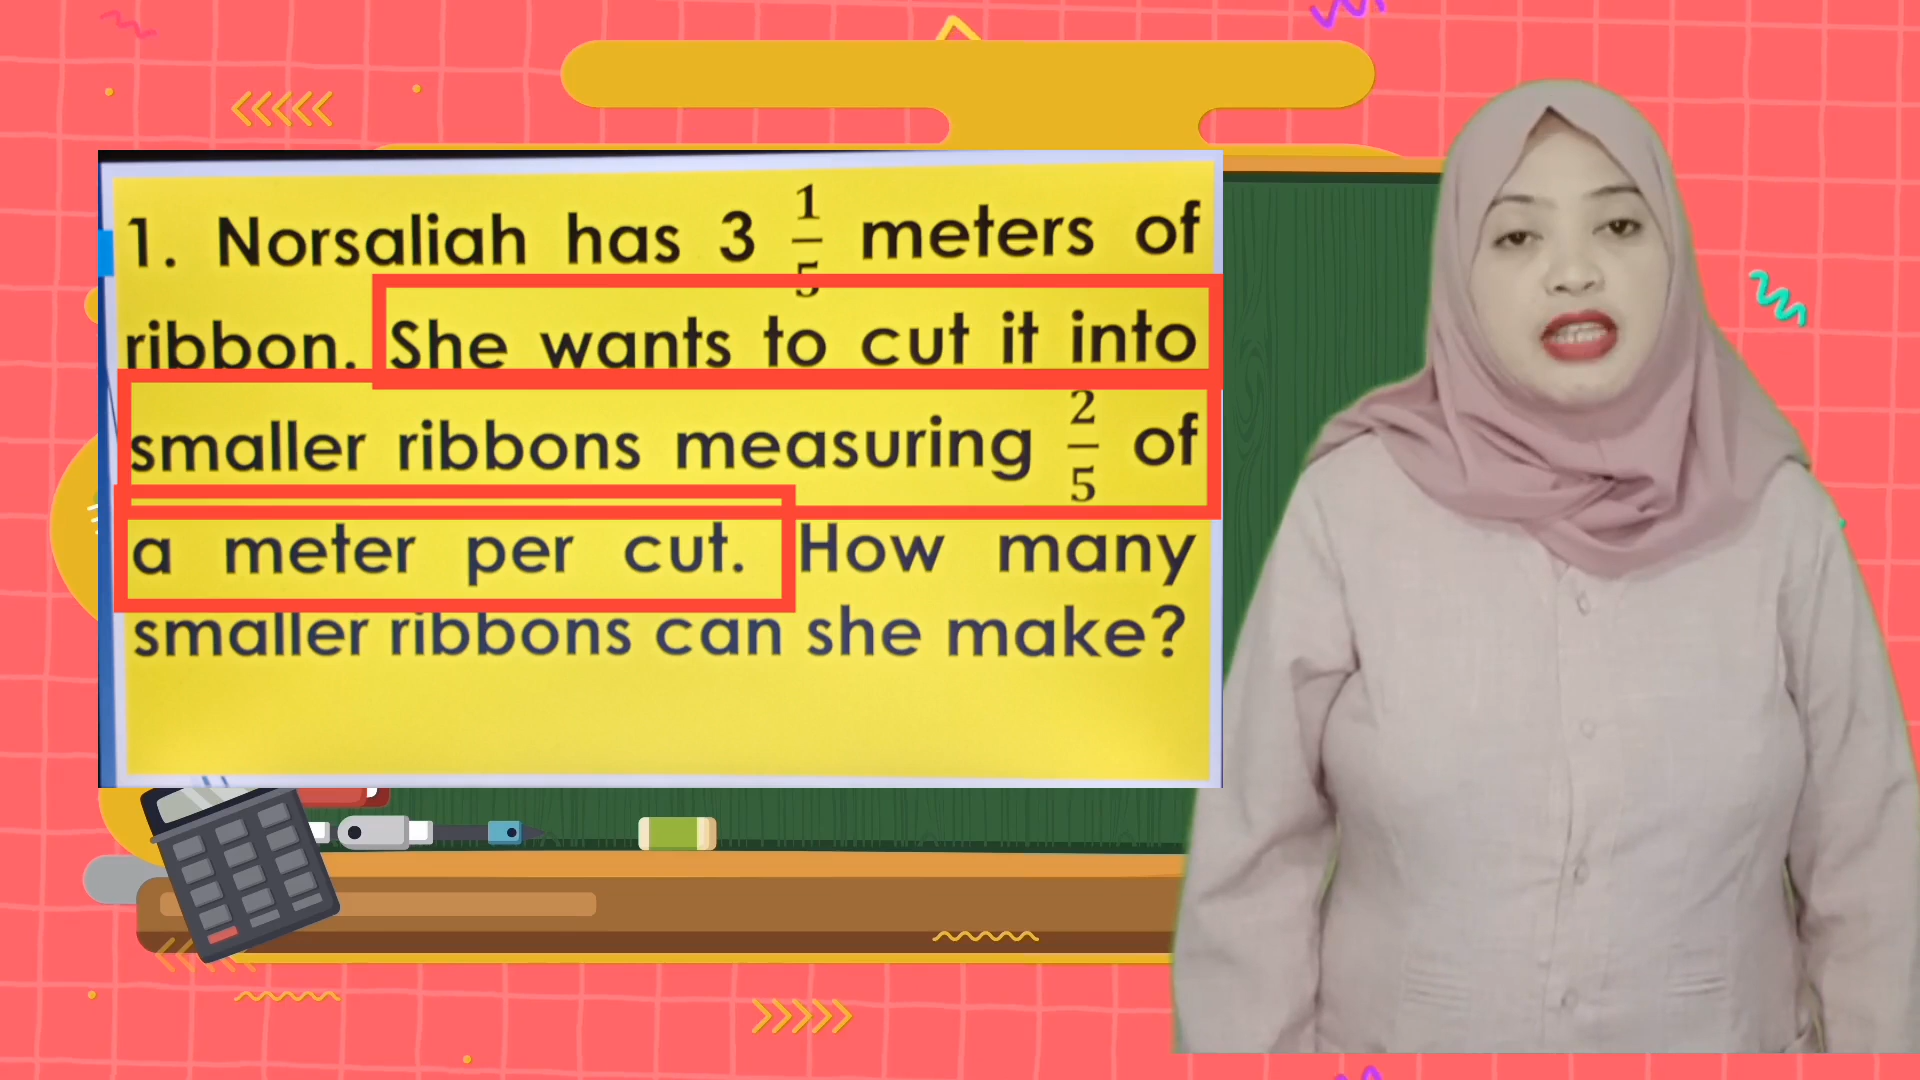 1. Norsaliah has 3 1/5 meters of
ribbon. She wants to cut it into
smaller ribbons measuring 2/5 of
a meter per cut. How many
smaller ribbons can she make?